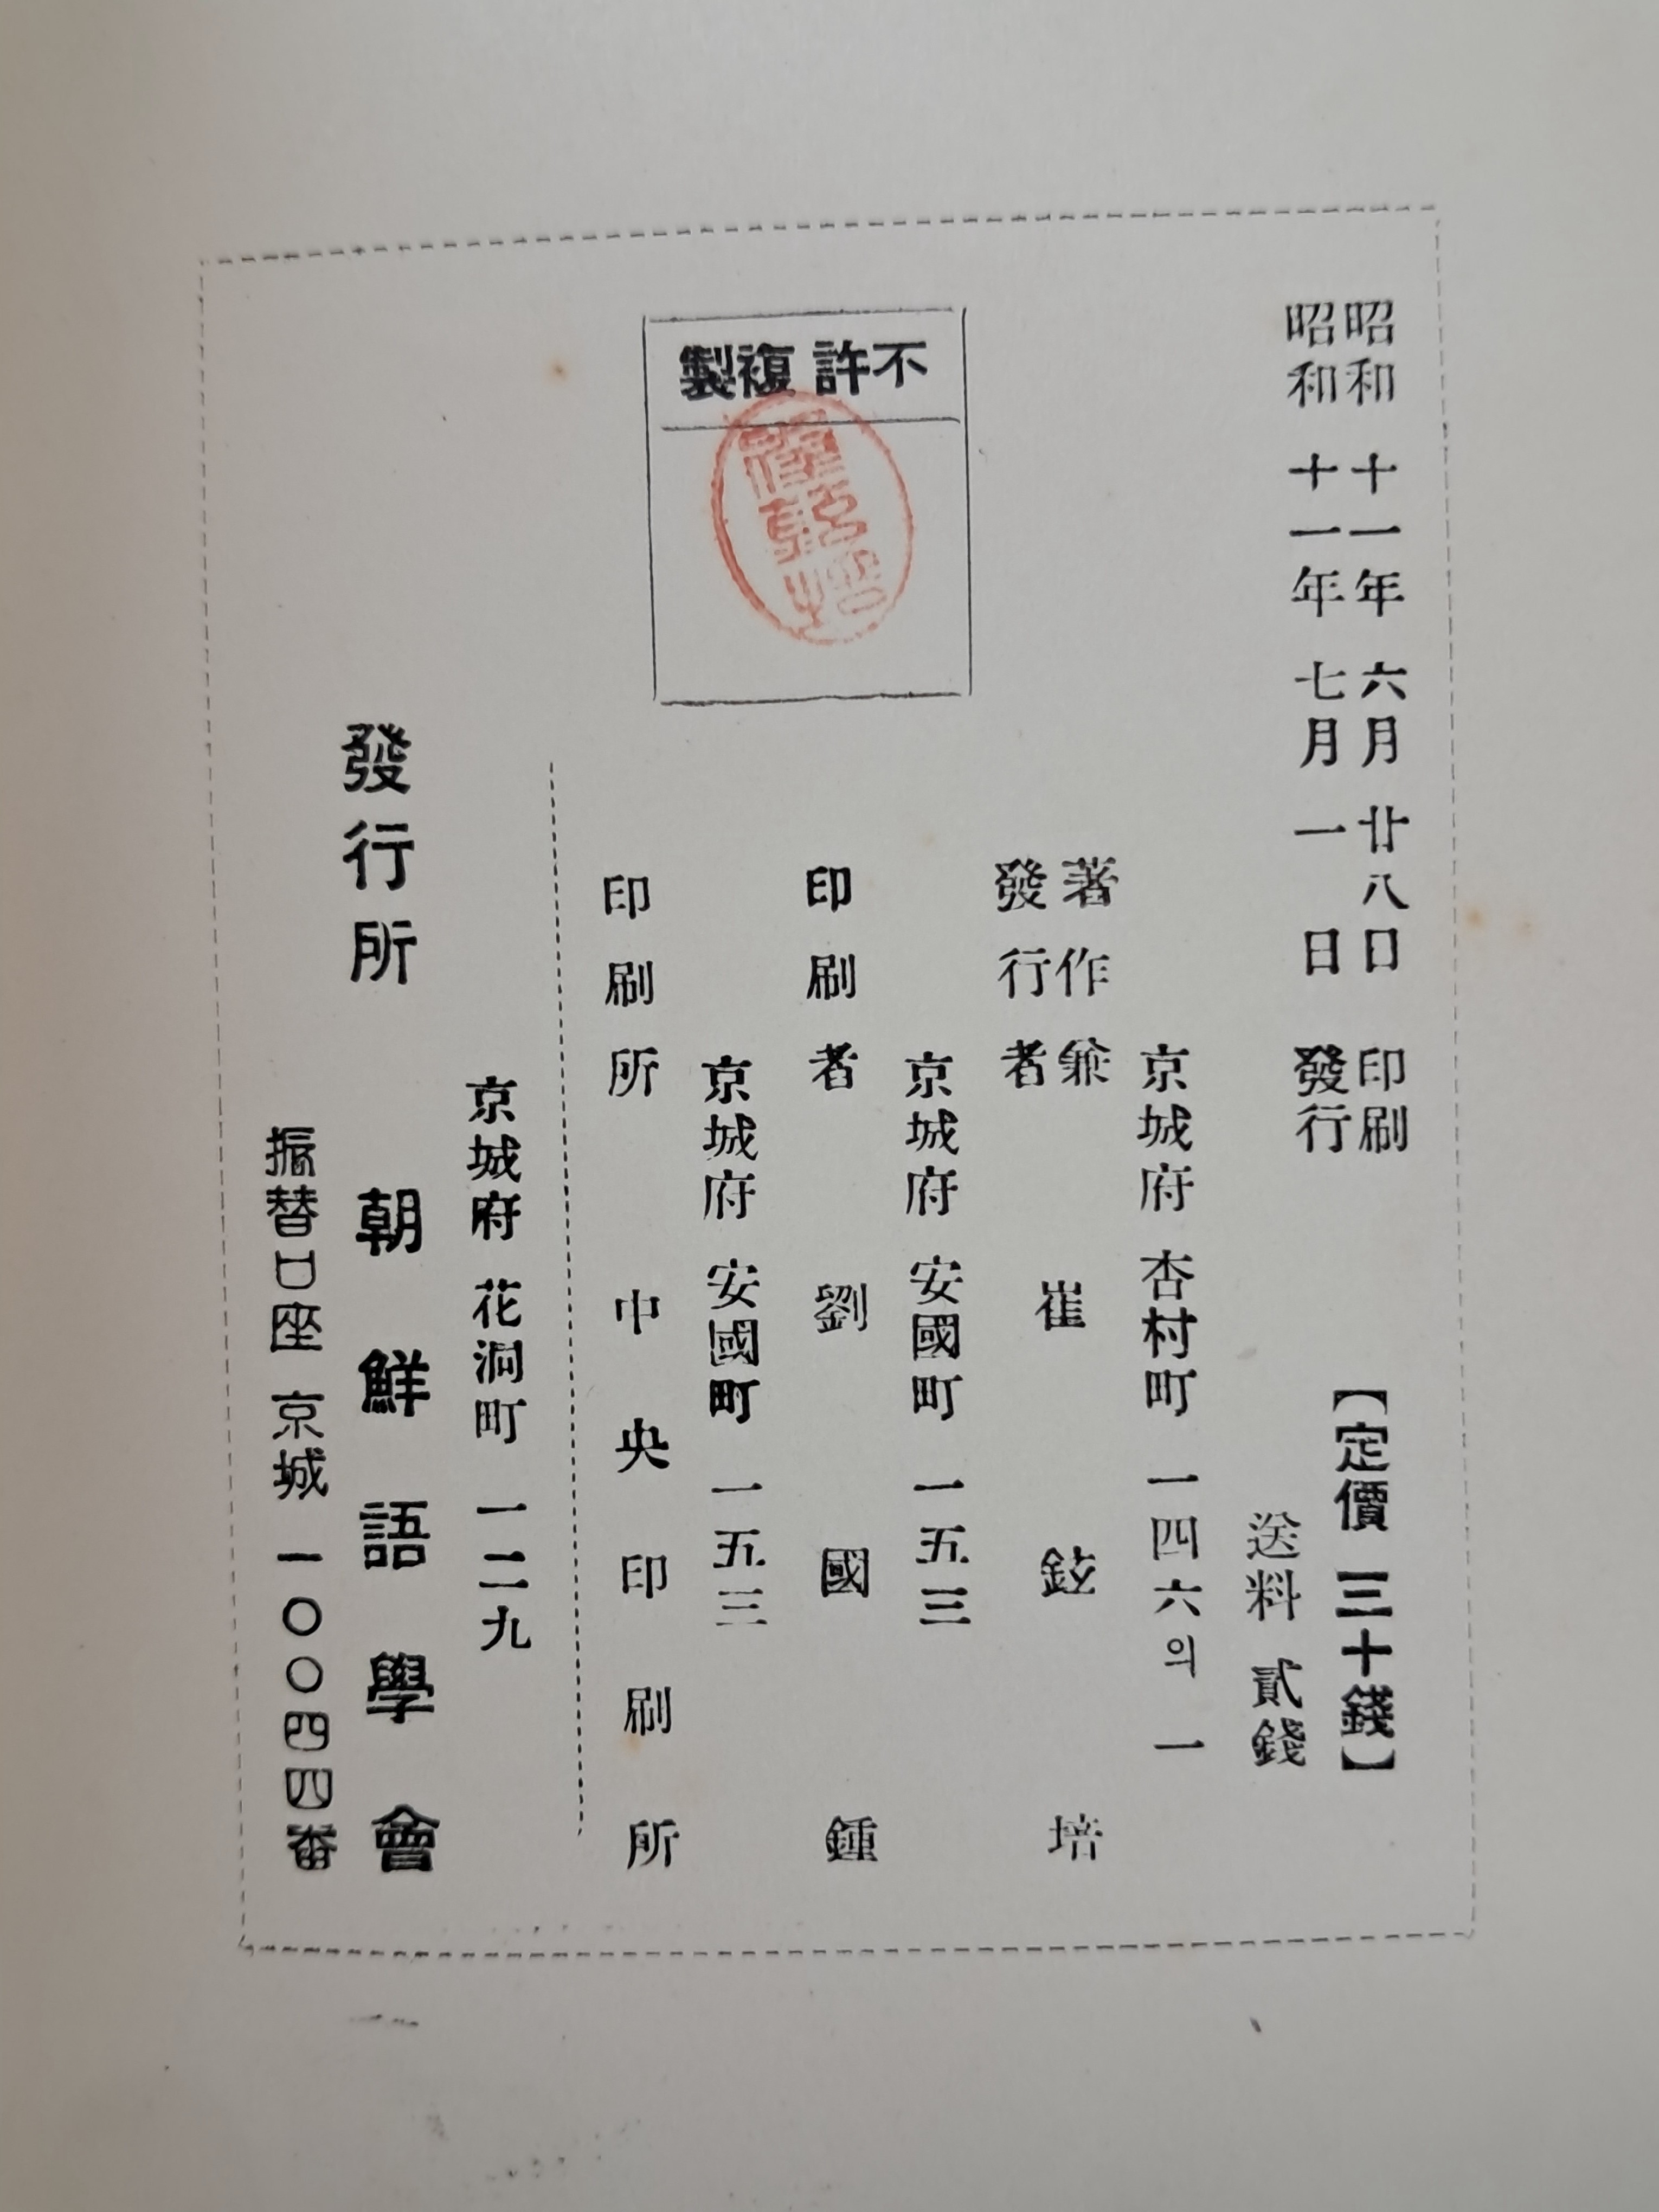 昭和 十一年 六月 廿八日 印刷
昭和 十一年 七月 一 日 發行
【定價 三十錢】
送料 貳錢
不許複製
京城府 杏村町 一四六의 一
著作兼
發行者
崔鉉培
京城府 安國町 一五三
印刷者 劉國鍾
京城府 安國町 一五三
印刷所 中央印刷所
京城府 花洞町 一二九
發行所 朝鮮語學會
振替口座 京城 一〇〇四四番